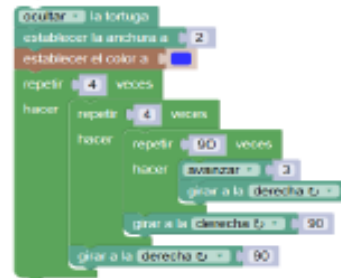 ocultar la tortuga
establecer la anchura a 2
establecer el color a
repetir 4 veces
hacer repetir 4 veces
hacer repetir 90 veces
hacer avanzar 3
girar a la derecha ↻
girar a la derecha ↻ 90
girar a la derecha ↻ 90